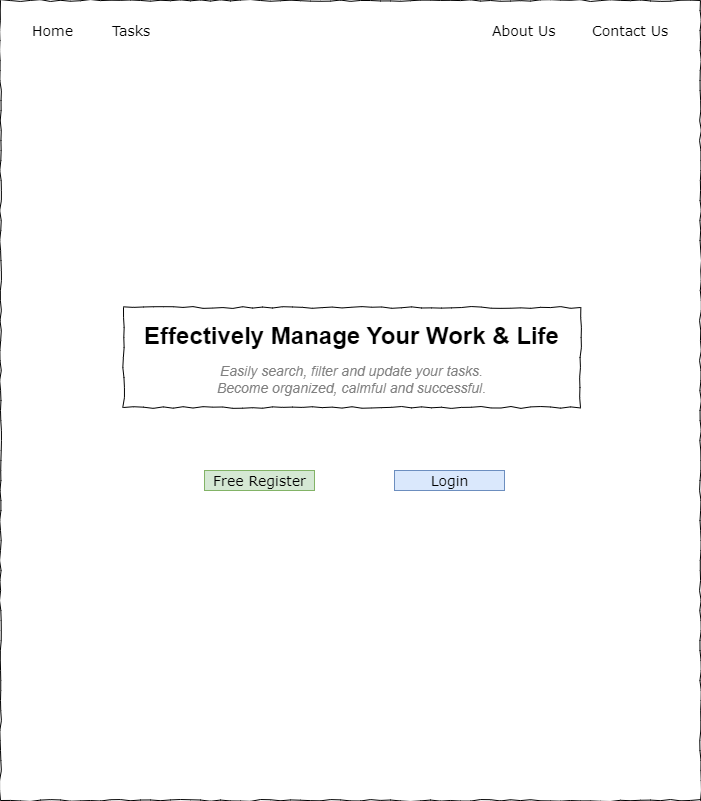 Home Tasks About Us Contact Us
Effectively Manage Your Work & Life
Easily search, filter and update your tasks.
Become organized, calmful and successful.
Free Register Login